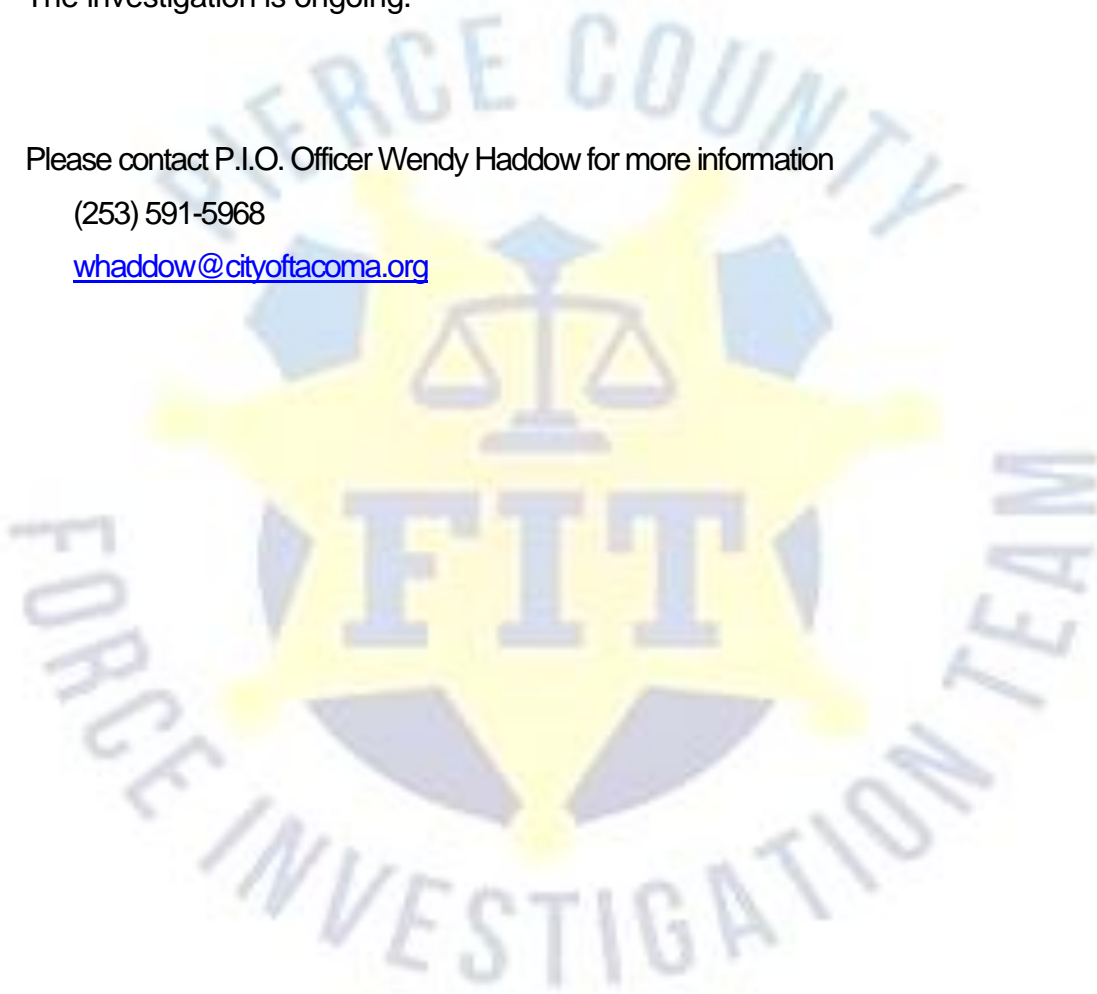 The investigation is ongoing.
Please contact P.I.O. Officer Wendy Haddow for more information
(253) 591-5968
whaddow@cityoftacoma.org
PIERCE COUNTY
FIT
FORCE INVESTIGATION TEAM